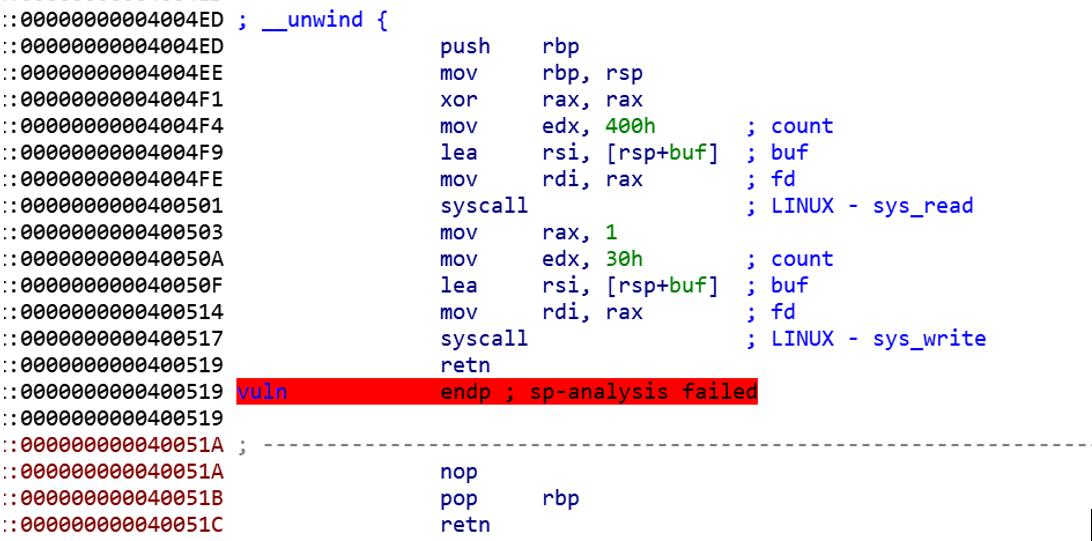 :00000000004004ED ; __unwind {
:00000000004004ED push rbp
:00000000004004EE mov rbp, rsp
:00000000004004F1 xor rax, rax
:00000000004004F4 mov edx, 400h ; count
:00000000004004F9 lea rsi, [rsp+buf] ; buf
:00000000004004FE mov rdi, rax ; fd
:0000000000400501 syscall ; LINUX - sys_read
:0000000000400503 mov rax, 1
:000000000040050A mov edx, 30h ; count
:000000000040050F lea rsi, [rsp+buf] ; buf
:0000000000400514 mov rdi, rax ; fd
:0000000000400517 syscall ; LINUX - sys_write
:0000000000400519 retn
:0000000000400519 vuln endp ; sp-analysis failed
:0000000000400519
:000000000040051A ; ---------------------------------------------------------------------------
:000000000040051A nop
:000000000040051B pop rbp
:000000000040051C retn